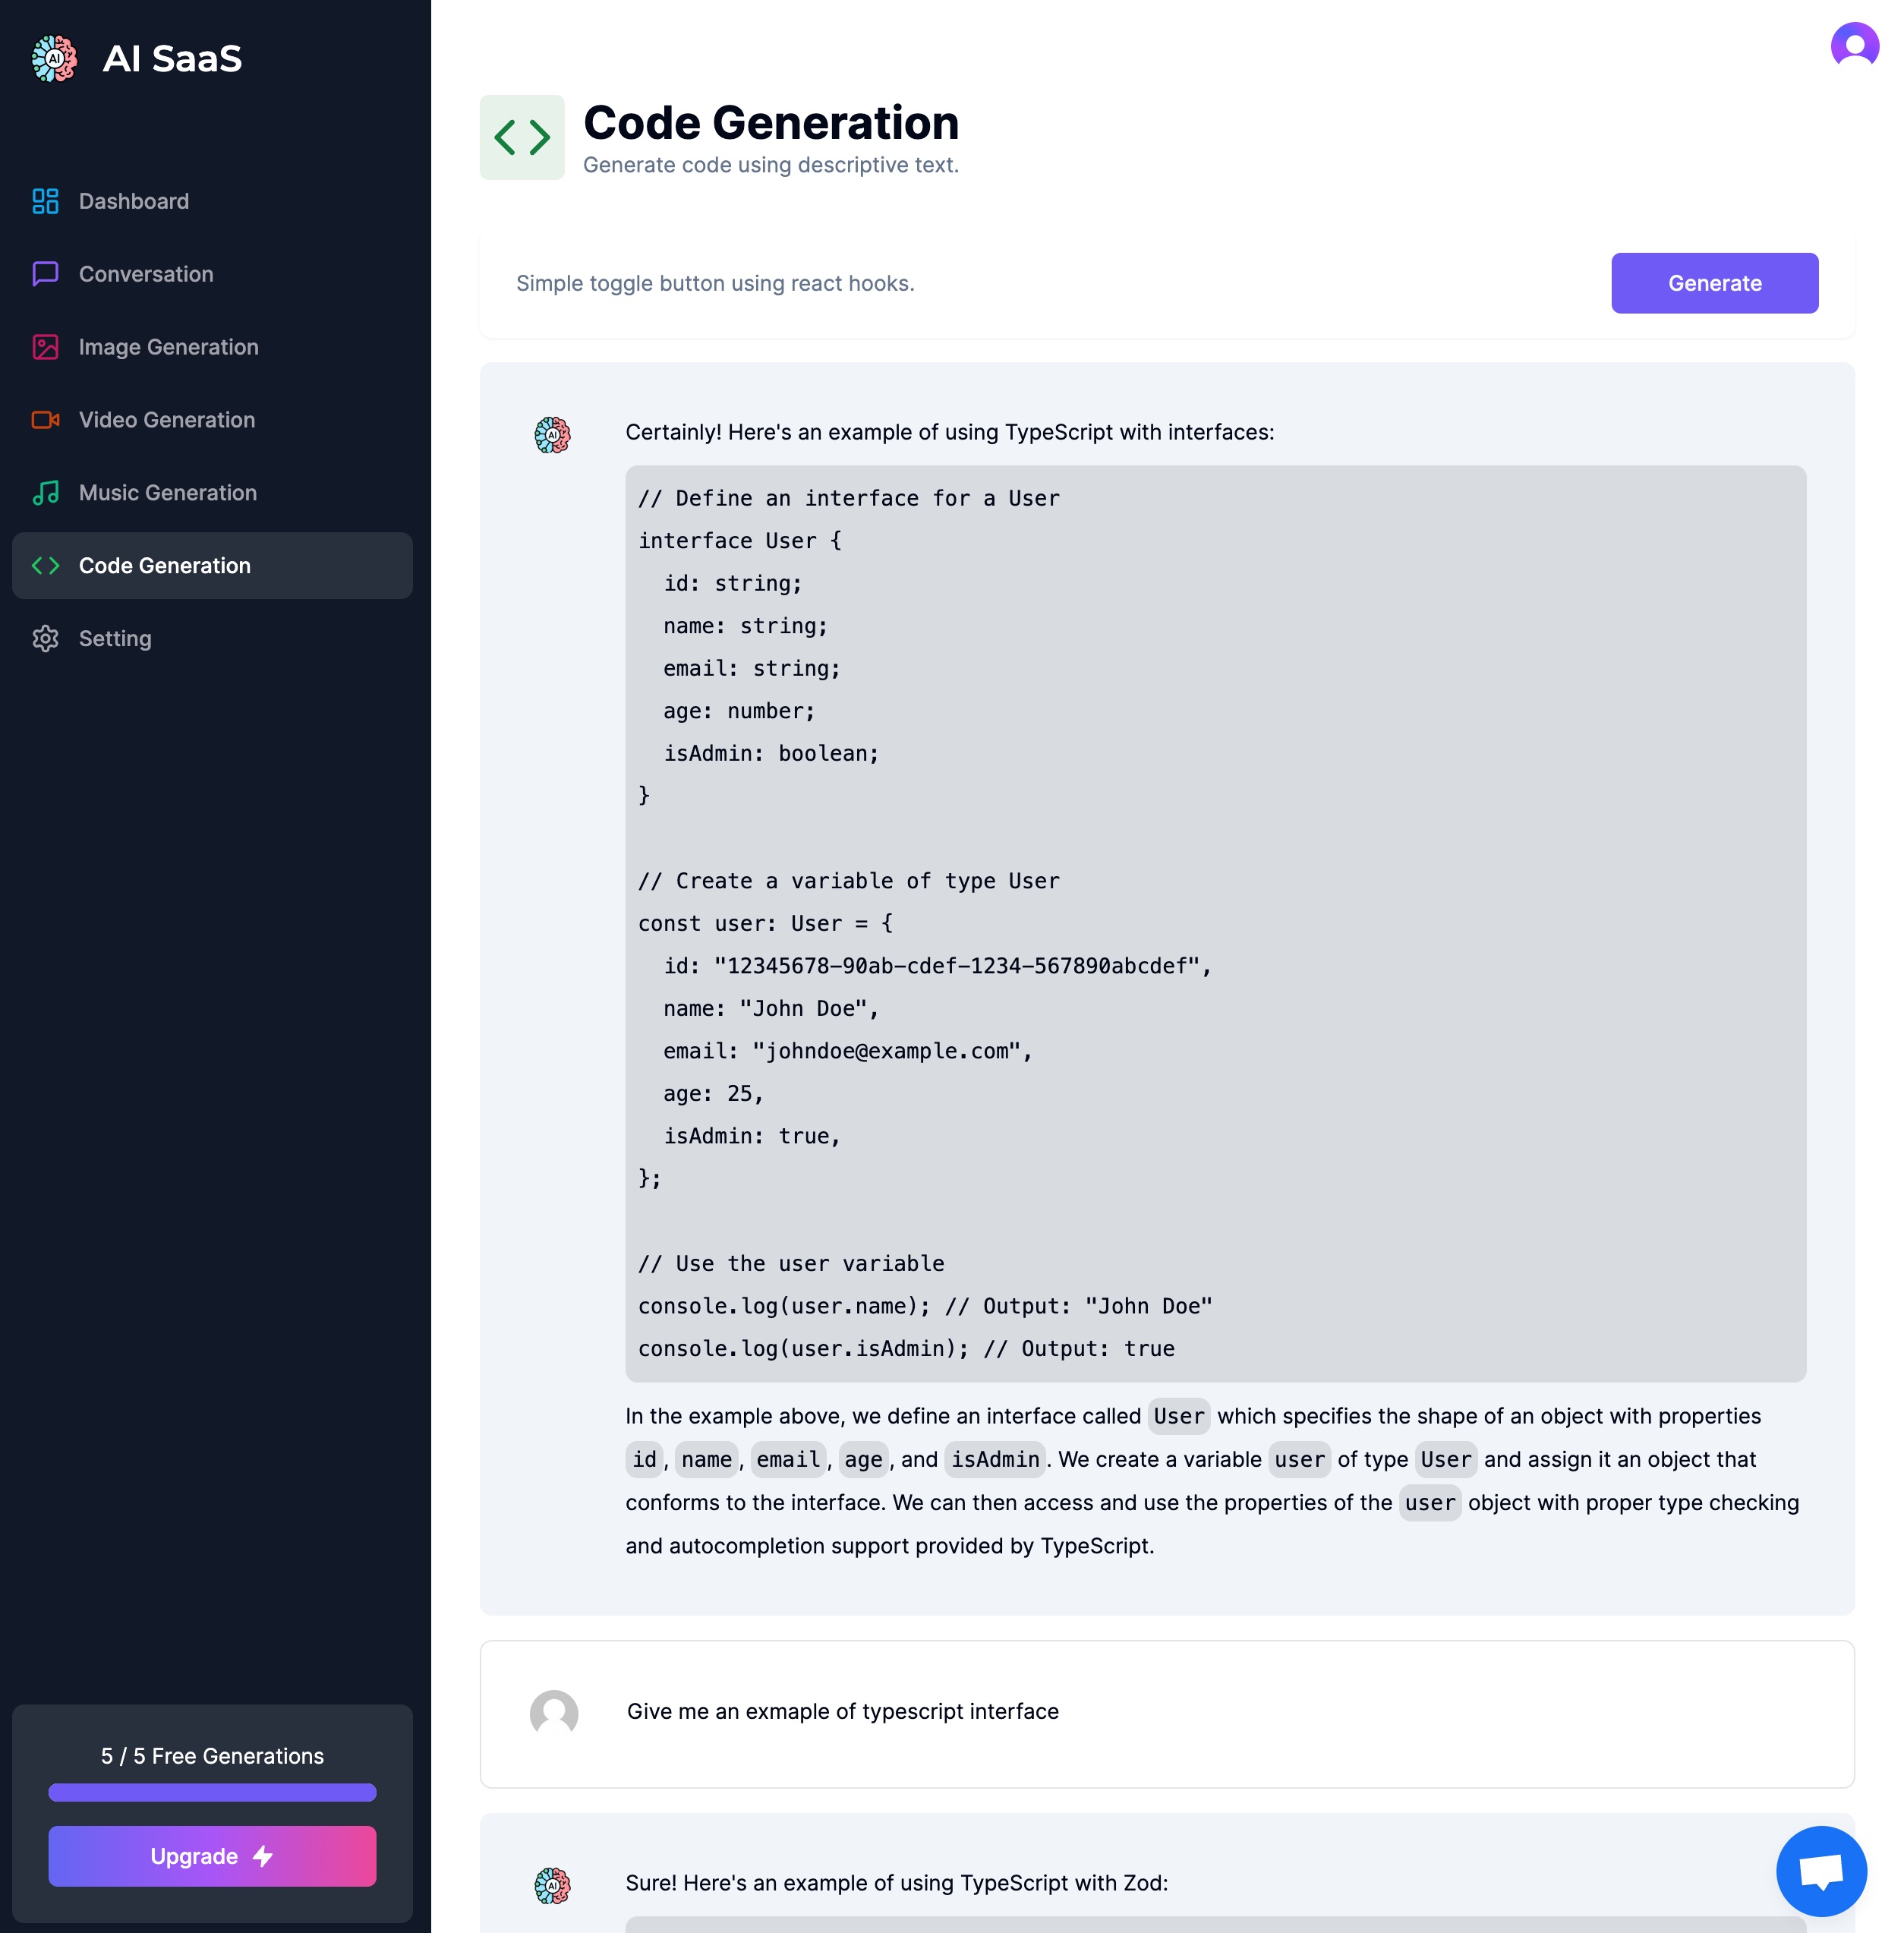 AI SaaS
Dashboard
Conversation
Image Generation
Video Generation
Music Generation
Code Generation
Setting
5 / 5 Free Generations
Upgrade
Code Generation
Generate code using descriptive text.
Simple toggle button using react hooks.
Generate
AI
Certainly! Here's an example of using TypeScript with interfaces:
// Define an interface for a User
interface User {
  id: string;
  name: string;
  email: string;
  age: number;
  isAdmin: boolean;
}
// Create a variable of type User
const user: User = {
  id: "12345678-90ab-cdef-1234-567890abcdef",
  name: "John Doe",
  email: "johndoe@example.com",
  age: 25,
  isAdmin: true,
};
// Use the user variable
console.log(user.name); // Output: "John Doe"
console.log(user.isAdmin); // Output: true
In the example above, we define an interface called User which specifies the shape of an object with properties
id, name, email, age, and isAdmin. We create a variable user of type User and assign it an object that
conforms to the interface. We can then access and use the properties of the user object with proper type checking
and autocompletion support provided by TypeScript.
Give me an exmaple of typescript interface
AI
Sure! Here's an example of using TypeScript with Zod: